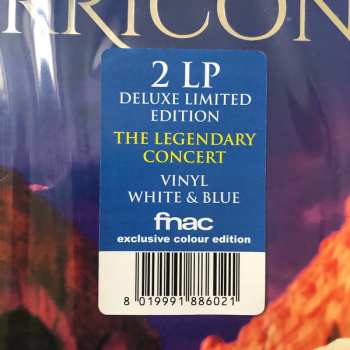 RRICON
2 LP
DELUXE LIMITED
EDITION
THE LEGENDARY
CONCERT
VINYL
WHITE & BLUE
fnac
exclusive colour edition
8 019991 886021